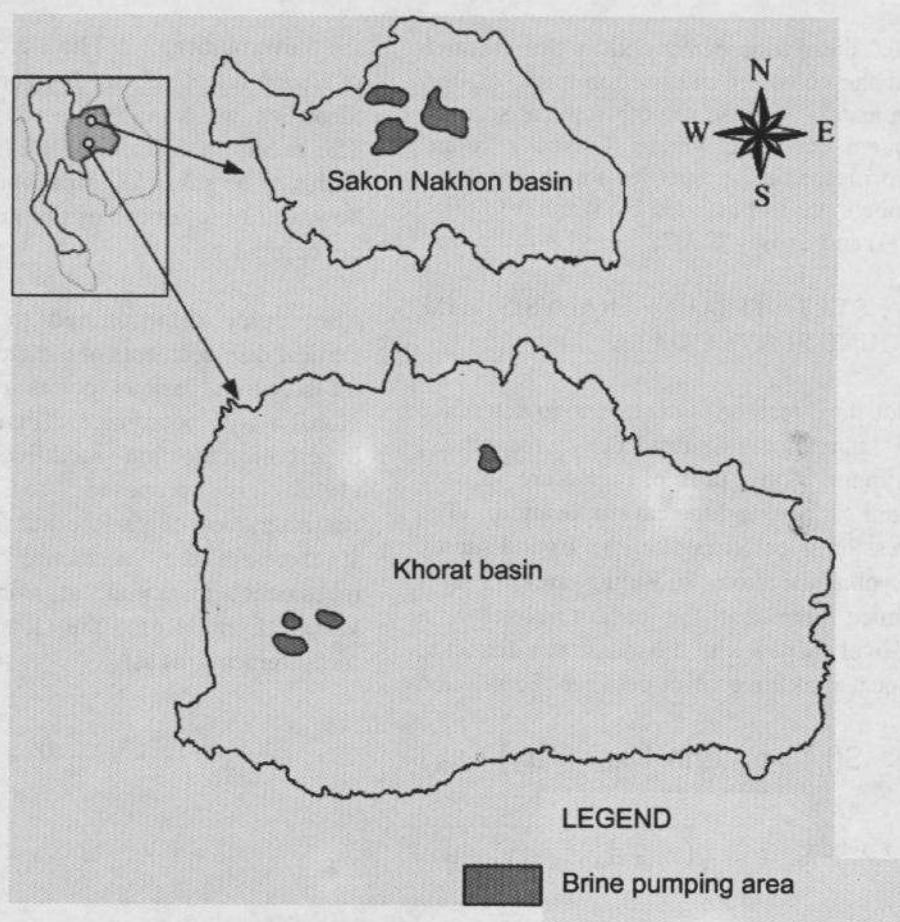 N
W E
S
Sakon Nakhon basin
Khorat basin
LEGEND
Brine pumping area